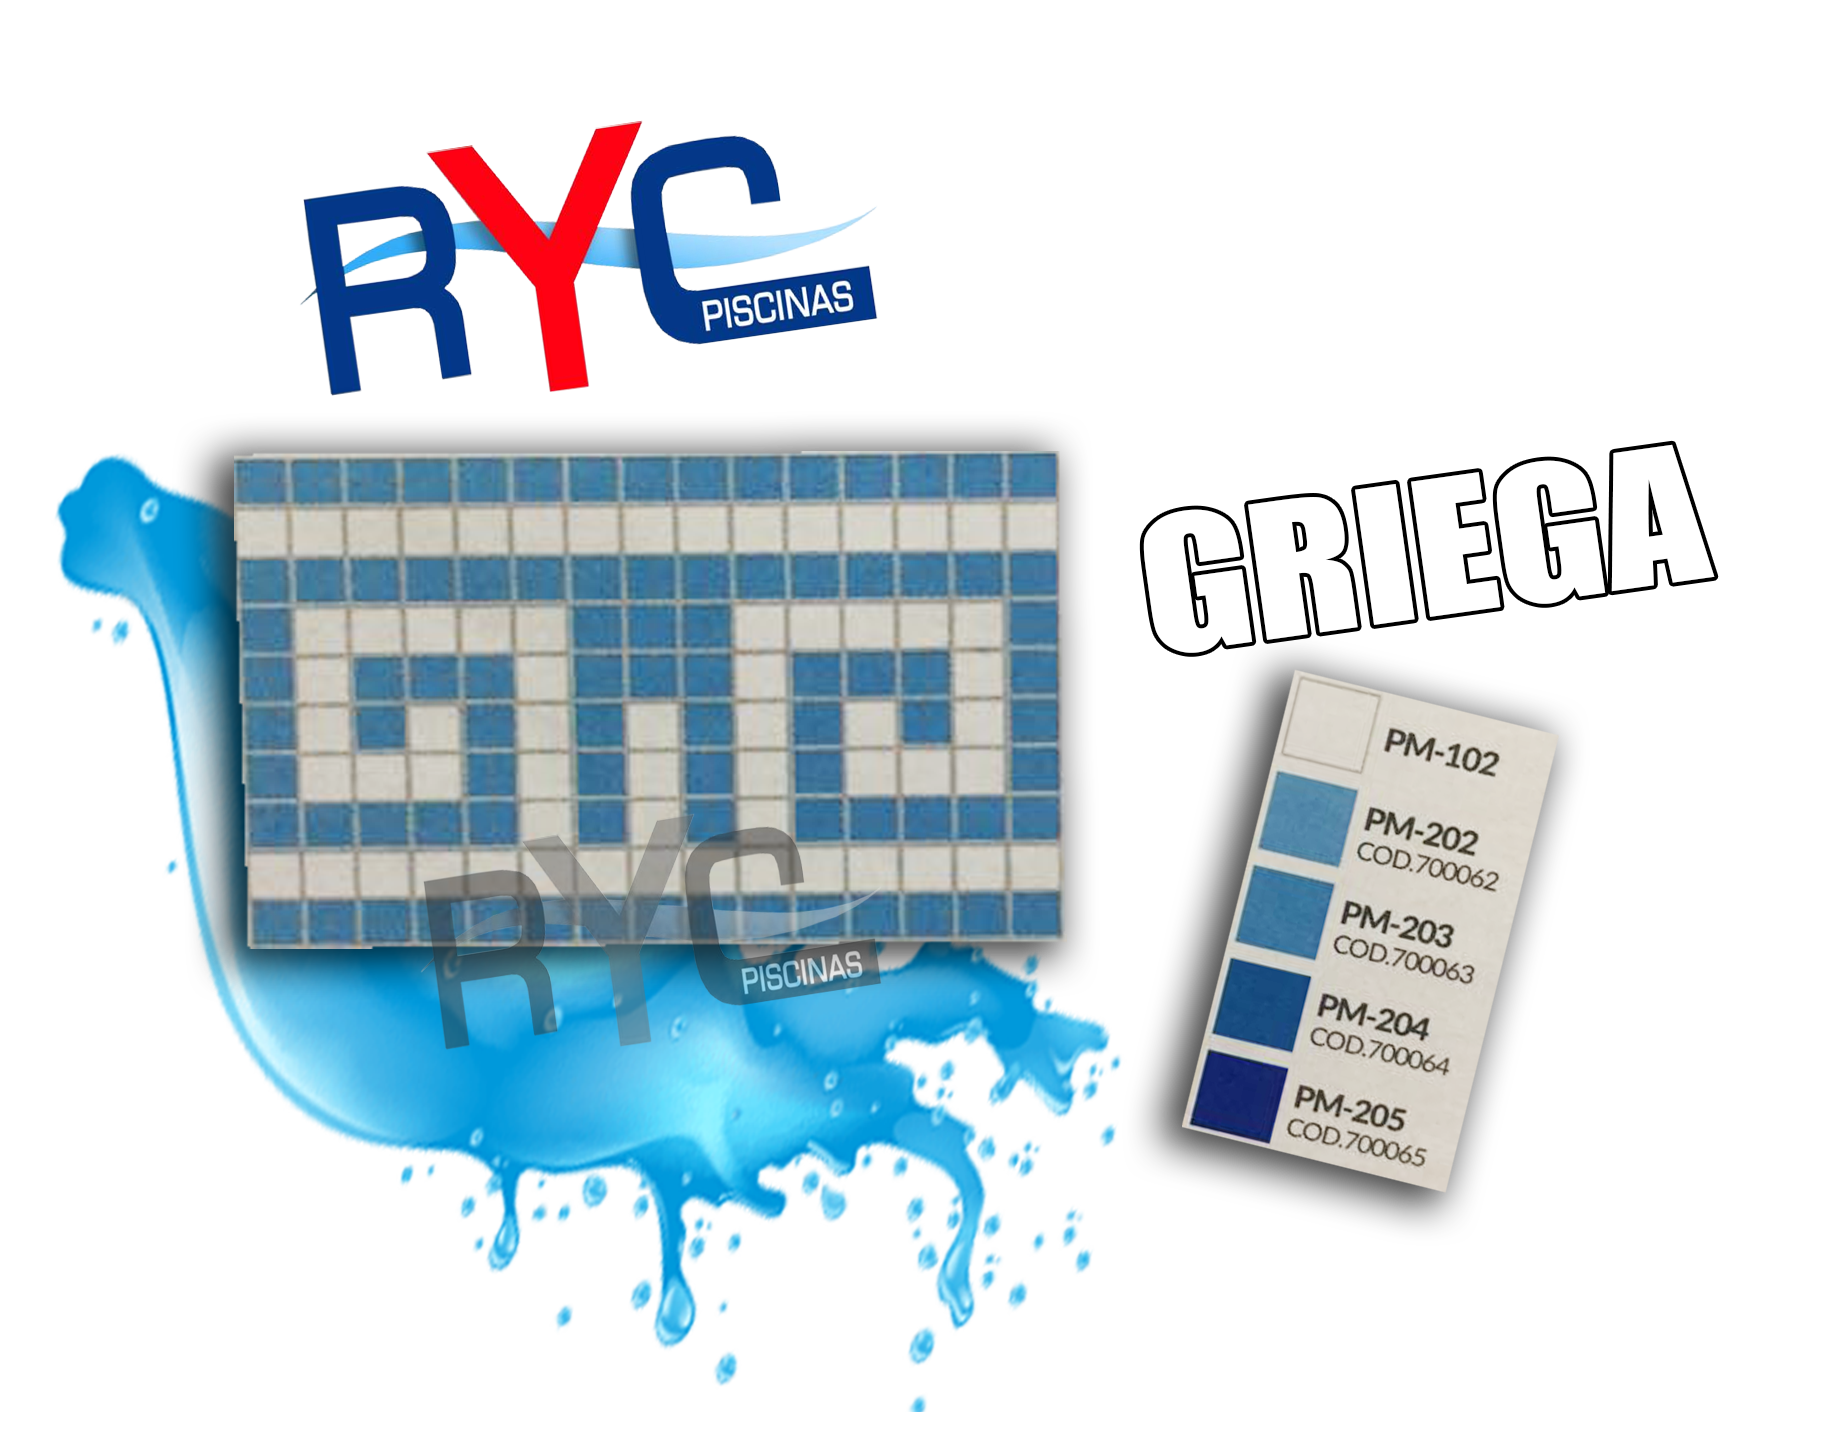 RYC
PISCINAS
GRIEGA
PM-102
PM-202
COD.700062
PM-203
COD.700063
PM-204
COD.700064
PM-205
COD.700065
RYC
PISCINAS